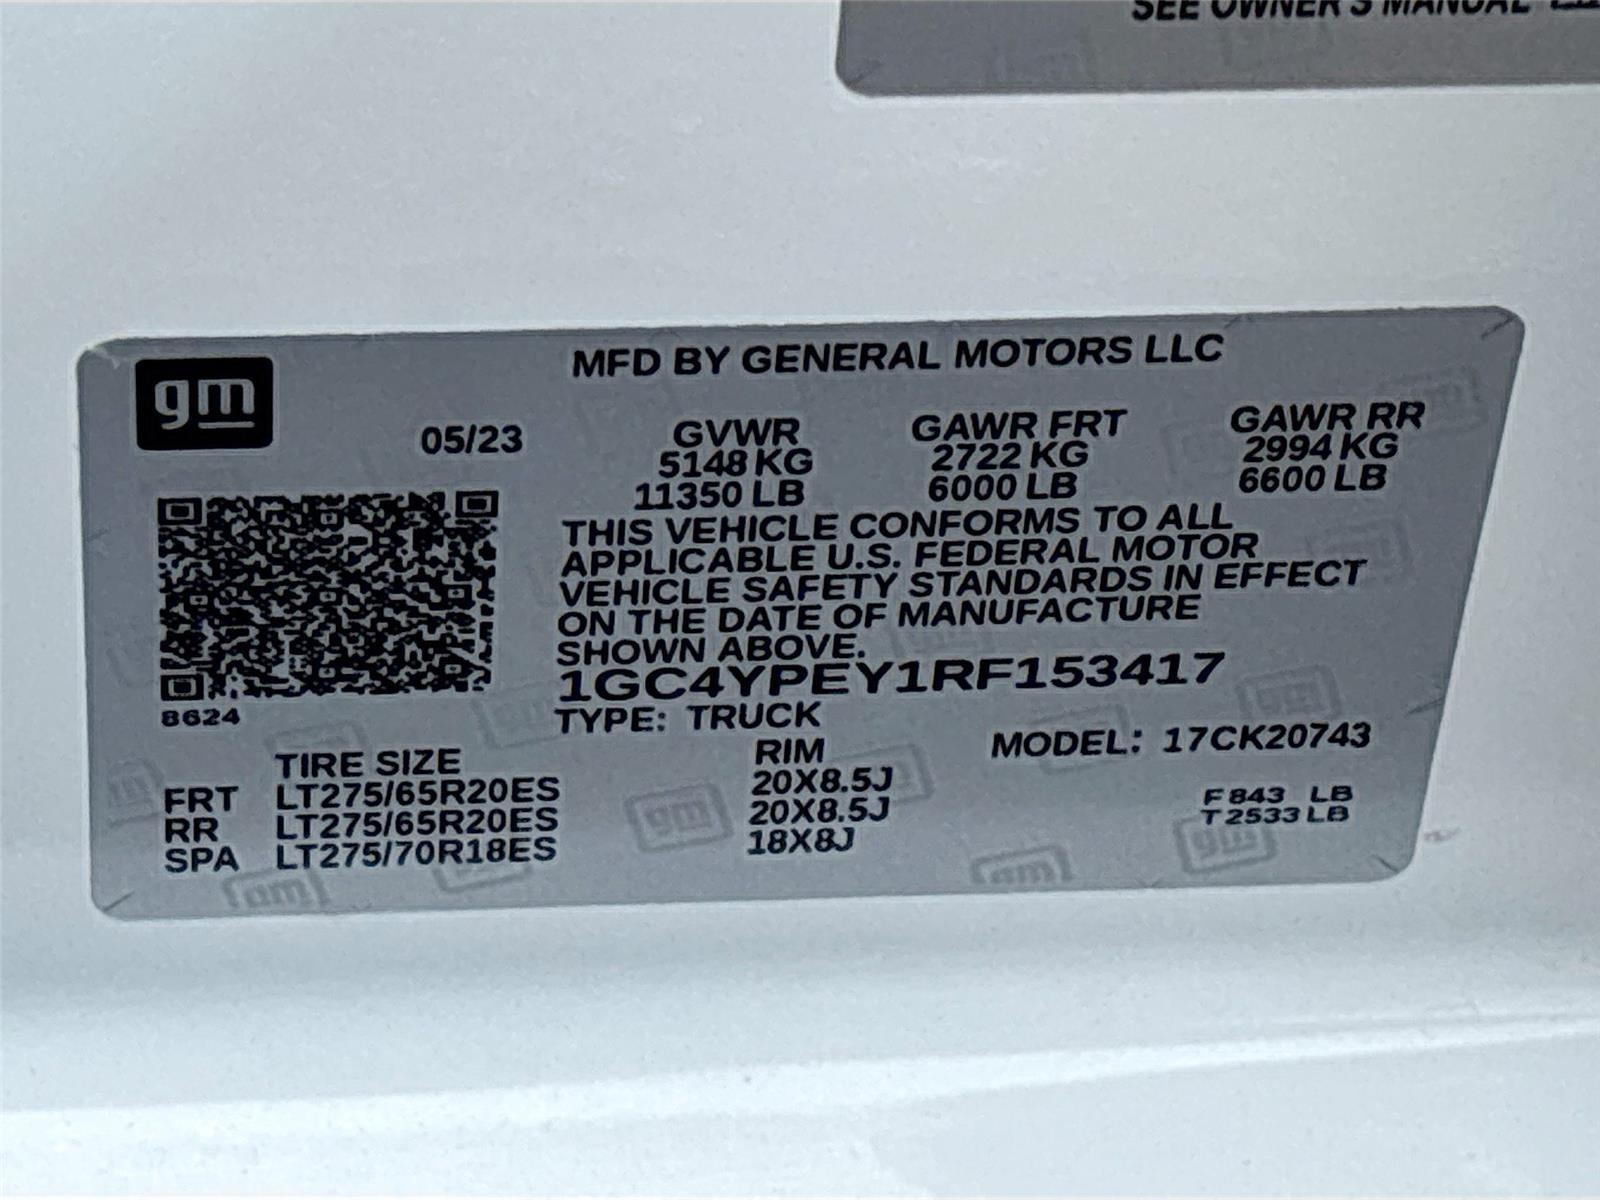 SEE OWNER'S MANUAL
gm
MFD BY GENERAL MOTORS LLC
05/23
GVWR GAWR FRT GAWR RR
5148 KG 2722 KG 2994 KG
11350 LB 6000 LB 6600 LB
THIS VEHICLE CONFORMS TO ALL
APPLICABLE U.S. FEDERAL MOTOR
VEHICLE SAFETY STANDARDS IN EFFECT
ON THE DATE OF MANUFACTURE
SHOWN ABOVE.
1GC4YPEY1RF153417
8624
TYPE: TRUCK
MODEL: 17CK20743
TIRE SIZE RIM
FRT LT275/65R20ES 20X8.5J
RR LT275/65R20ES 20X8.5J
SPA LT275/70R18ES 18X8J
F 843 LB
T 2533 LB